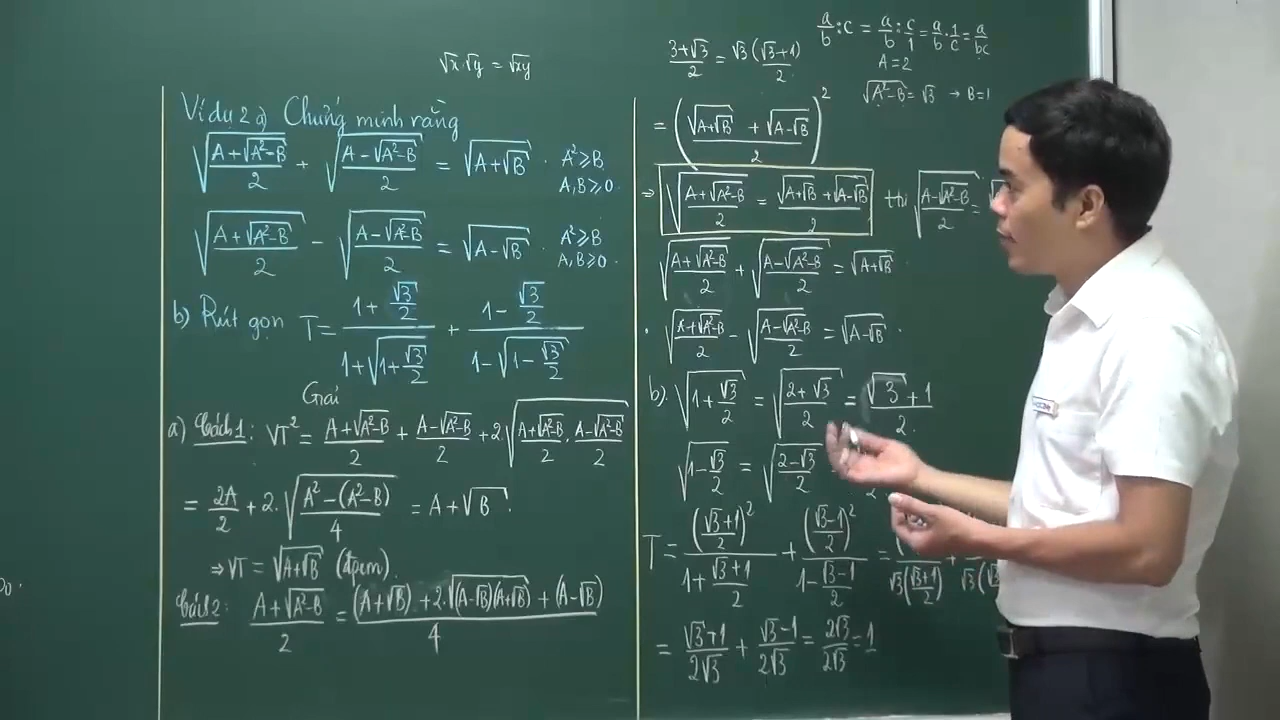 √x.√y = √xy
Ví dụ 2 a) Chứng minh rằng
√((A+√(A²-B))/2) + √((A-√(A²-B))/2) = √(A+√B) . A² ≥ B
A,B ≥ 0.
√((A+√(A²-B))/2) - √((A-√(A²-B))/2) = √(A-√B) . A² ≥ B
A,B ≥ 0.
b) Rút gọn T = (1+√3/2)/(1+√(1+√3/2)) + (1-√3/2)/(1-√(1-√3/2))
Giải
a) Cách 1: VT² = (A+√(A²-B))/2 + (A-√(A²-B))/2 + 2.√((A+√(A²-B))/2 . (A-√(A²-B))/2)
= 2A/2 + 2.√((A²-(A²-B))/4) = A+√B.
⇒ VT = √(A+√B) (đpcm)
Cách 2: (A+√(A²-B))/2 = ((A+√B) + 2.√((A-√B)(A+√B)) + (A-√B))/4
a/b : c = a/b : c/1 = a/b . 1/c = a/bc
(3+√3)/2 = √3(√3+1)/2.
A = 2
√(A²-B) = √3 → B = 1
= ((√(A+√B) + √(A-√B))/2)²
⇒ √((A+√(A²-B))/2) = (√(A+√B) + √(A-√B))/2 thì √((A-√(A²-B))/2) =
√((A+√(A²-B))/2) + √((A-√(A²-B))/2) = √(A+√B)
. √((A+√(A²-B))/2) - √((A-√(A²-B))/2) = √(A-√B) .
b). √(1+√3/2) = √((2+√3)/2) = (√3+1)/2.
√(1-√3/2) = √((2-√3)/2)
T = ((√3+1)/2)²/(1+(√3+1)/2) + ((√3-1)/2)²/(1-(√3-1)/2) =
√3((√3+1)/2)
= (√3+1)/2√3 + (√3-1)/2√3 = 2√3/2√3 = 1